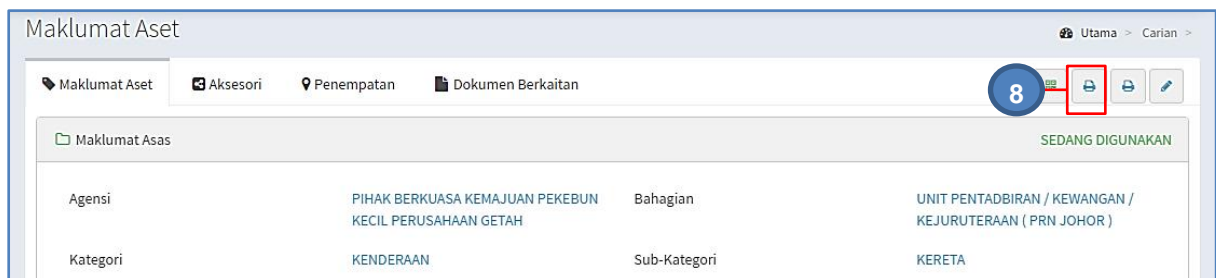 Maklumat Aset
Utama > Carian >
Maklumat Aset Aksesori Penempatan Dokumen Berkaitan
8
Maklumat Asas SEDANG DIGUNAKAN
Agensi PIHAK BERKUASA KEMAJUAN PEKEBUN Bahagian UNIT PENTADBIRAN / KEWANGAN /
KECIL PERUSAHAAN GETAH KEJURUTERAAN ( PRN JOHOR )
Kategori KENDERAAN Sub-Kategori KERETA